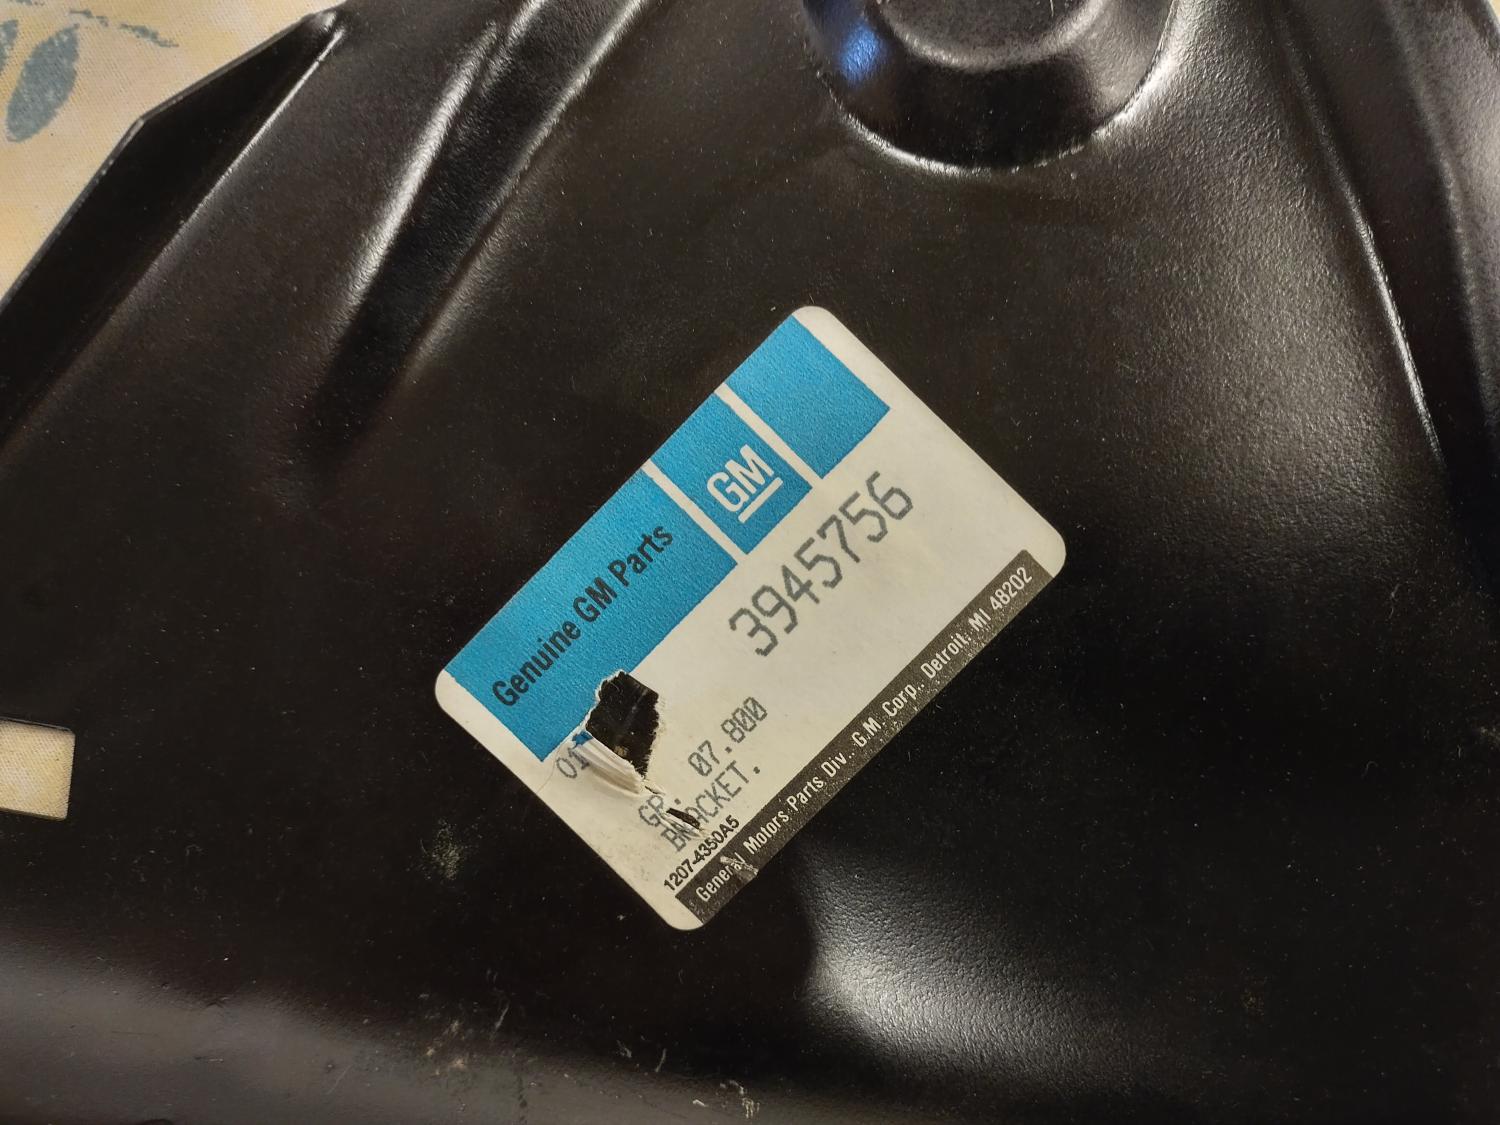 Genuine GM Parts
GM
3945756
01
GR. 07.800
BRACKET.
1207-4350A5
General Motors Parts Div., G.M. Corp., Detroit, MI 48202